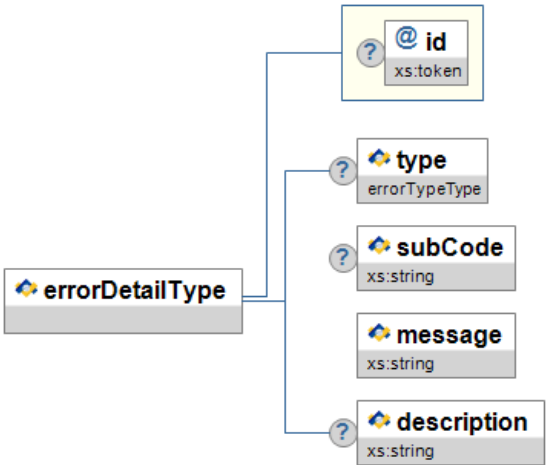 @ id
? xs:token
type
? errorTypeType
subCode
? xs:string
errorDetailType
message
xs:string
description
? xs:string